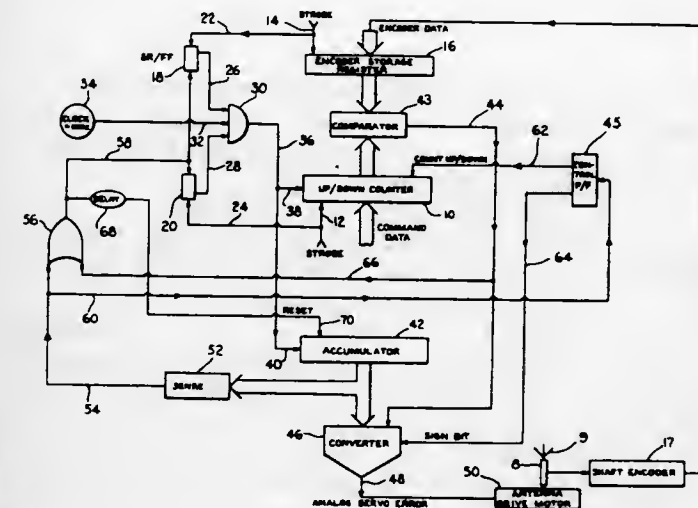 22
14
STROBE
ENCODER DATA
SR/FF
16
34
18
26
30
ENCODER STORAGE
REGISTER
43
44
CLOCK
COMPARATOR
62
45
58
32
36
COUNT UP/DOWN
CONTROL
F/F
28
UP/DOWN COUNTER
20
38
56
DELAY
12
10
68
24
COMMAND
DATA
STROBE
66
64
60
RESET
70
42
52
ACCUMULATOR
SENSE
40
54
46
CONVERTER
SIGN BIT
9
17
50
8
SHAFT ENCODER
48
ANTENNA
DRIVE MOTOR
ANALOG SERVO ERROR